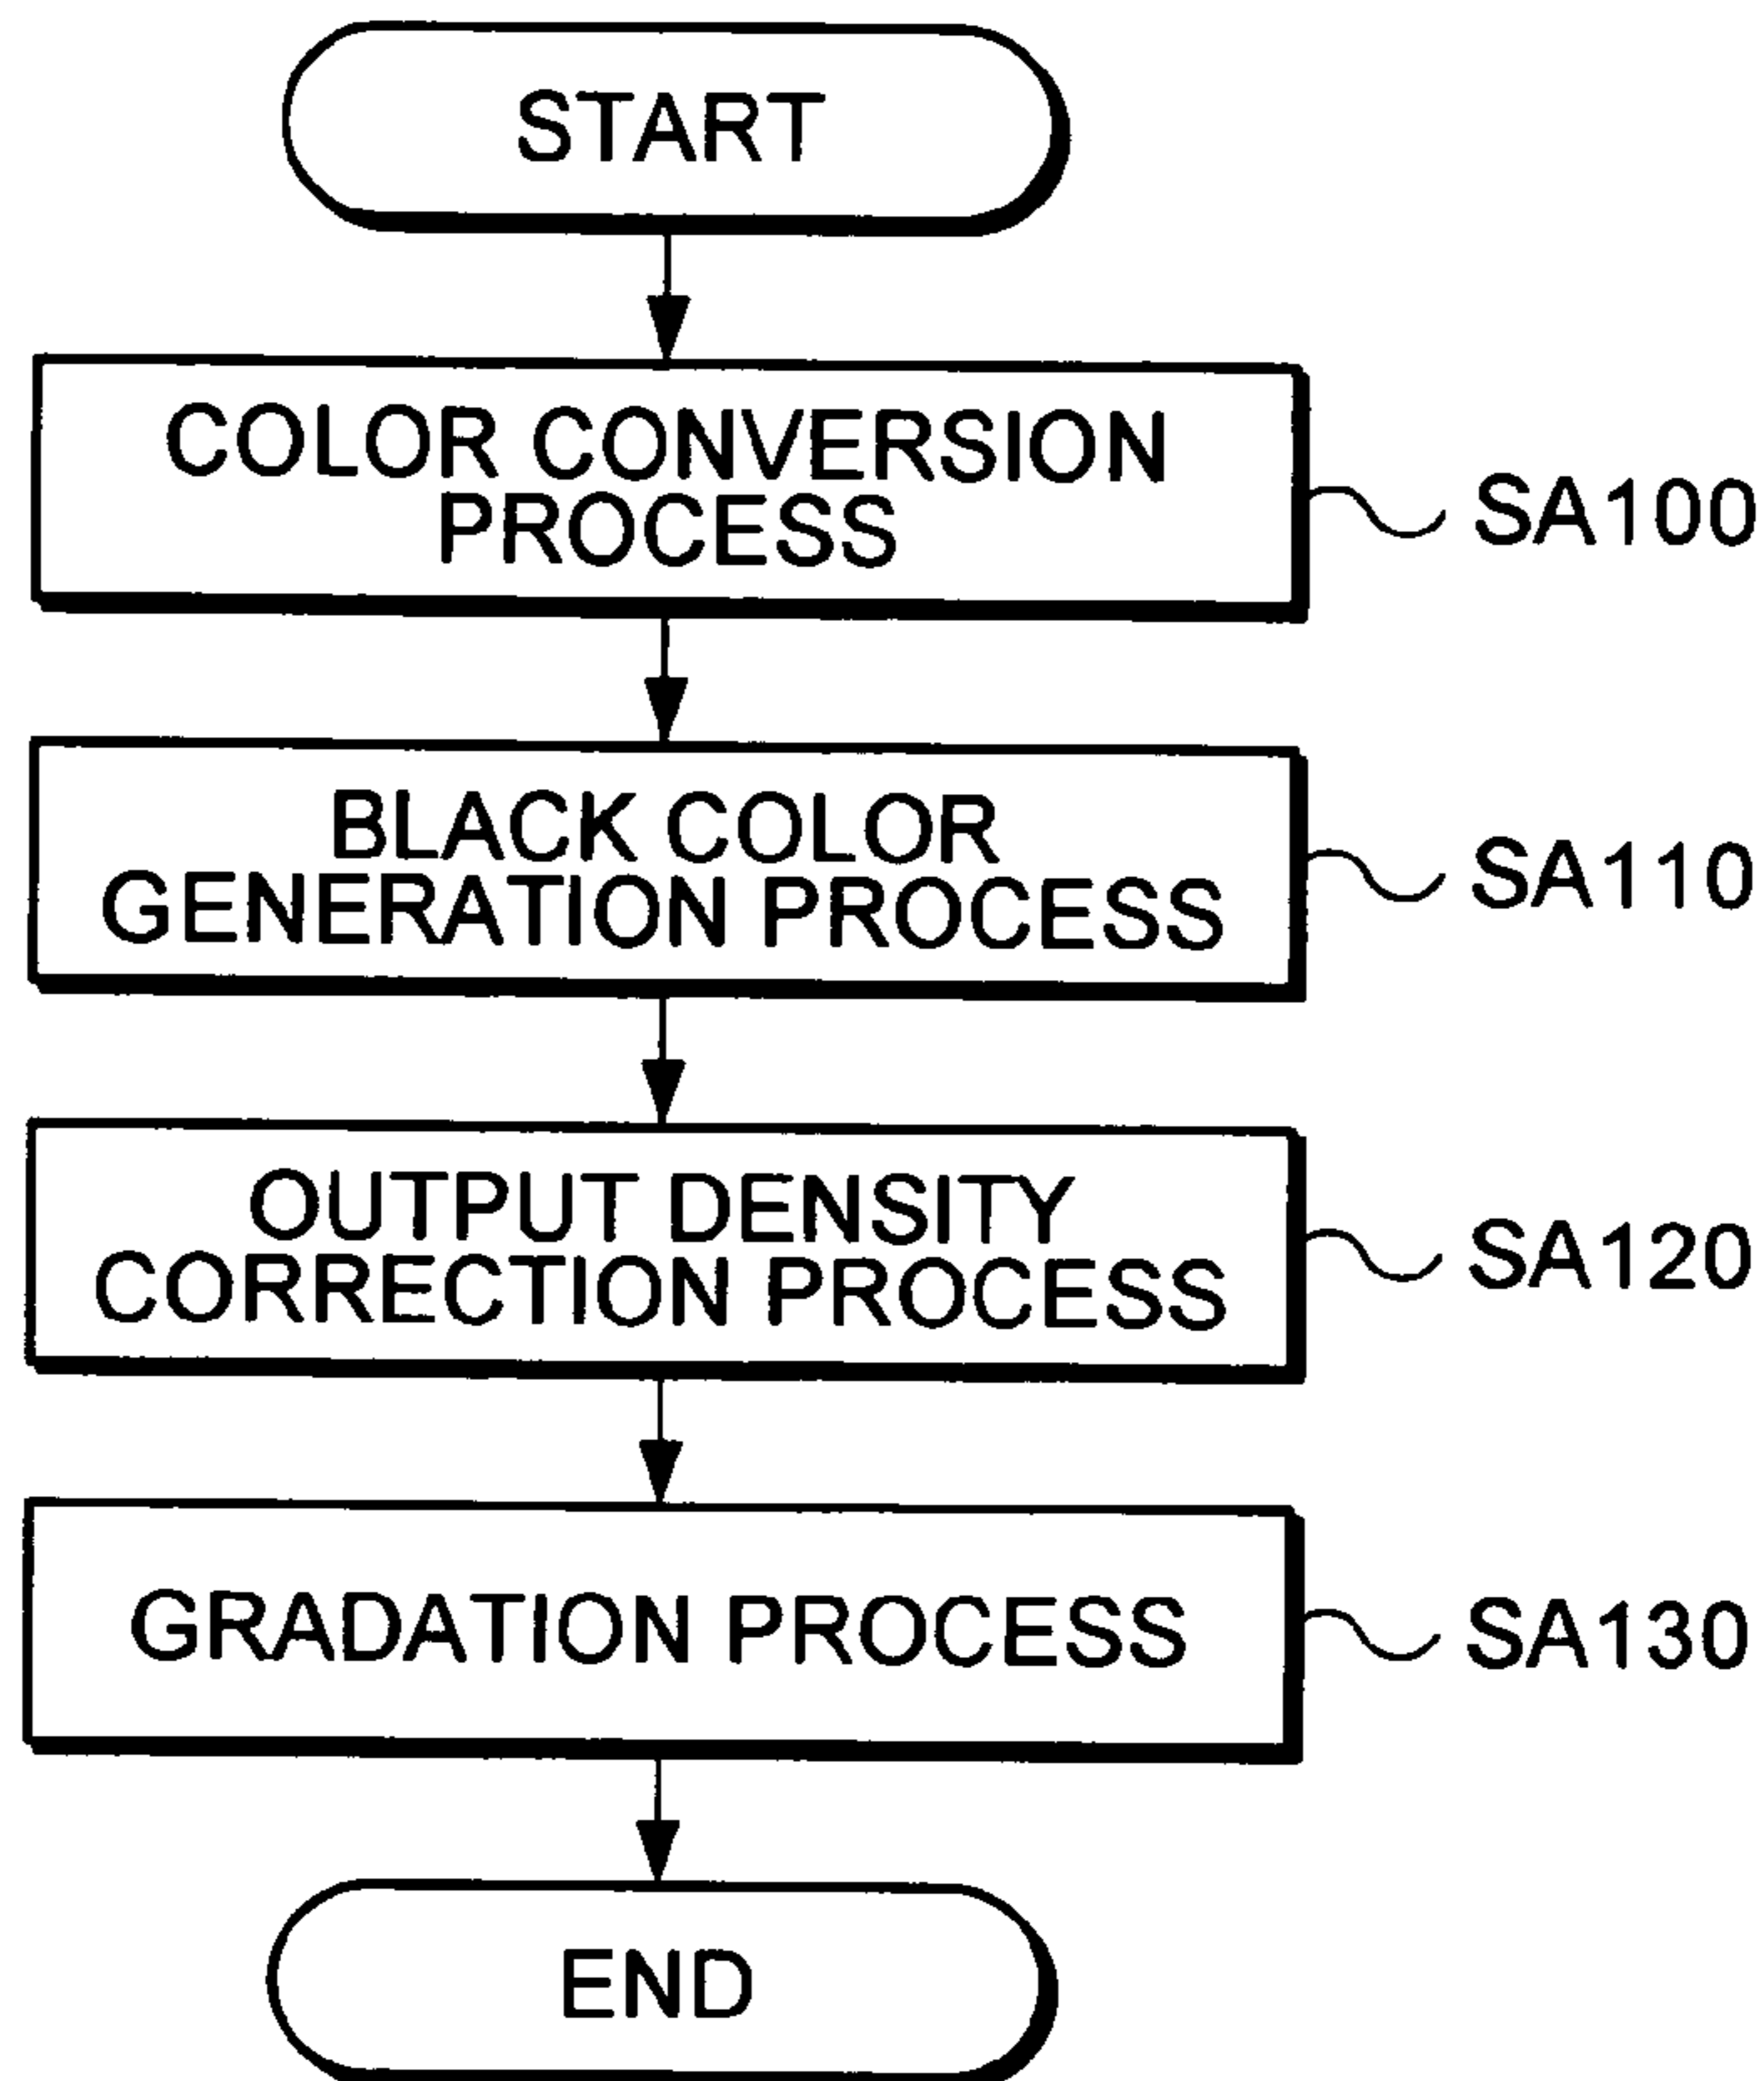 START
COLOR CONVERSION
PROCESS
SA100
BLACK COLOR
GENERATION PROCESS
SA110
OUTPUT DENSITY
CORRECTION PROCESS
SA120
GRADATION PROCESS
SA130
END